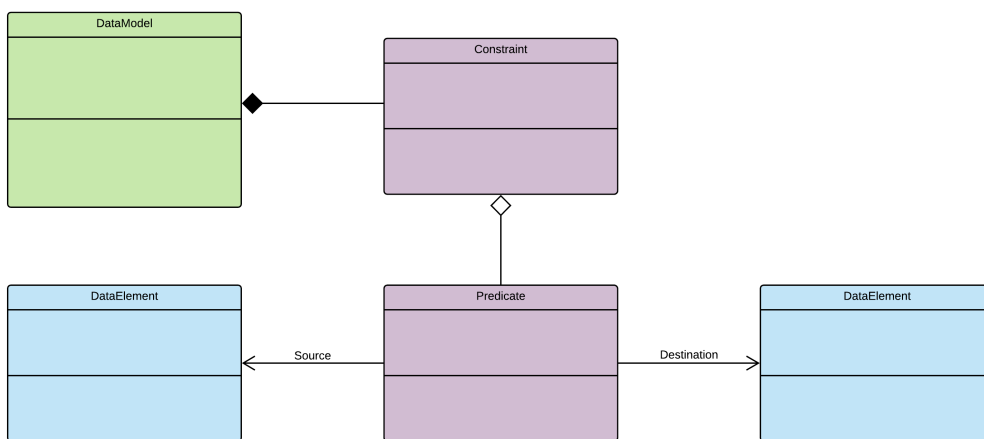 DataModel
Constraint
DataElement
Predicate
DataElement
Source
Destination